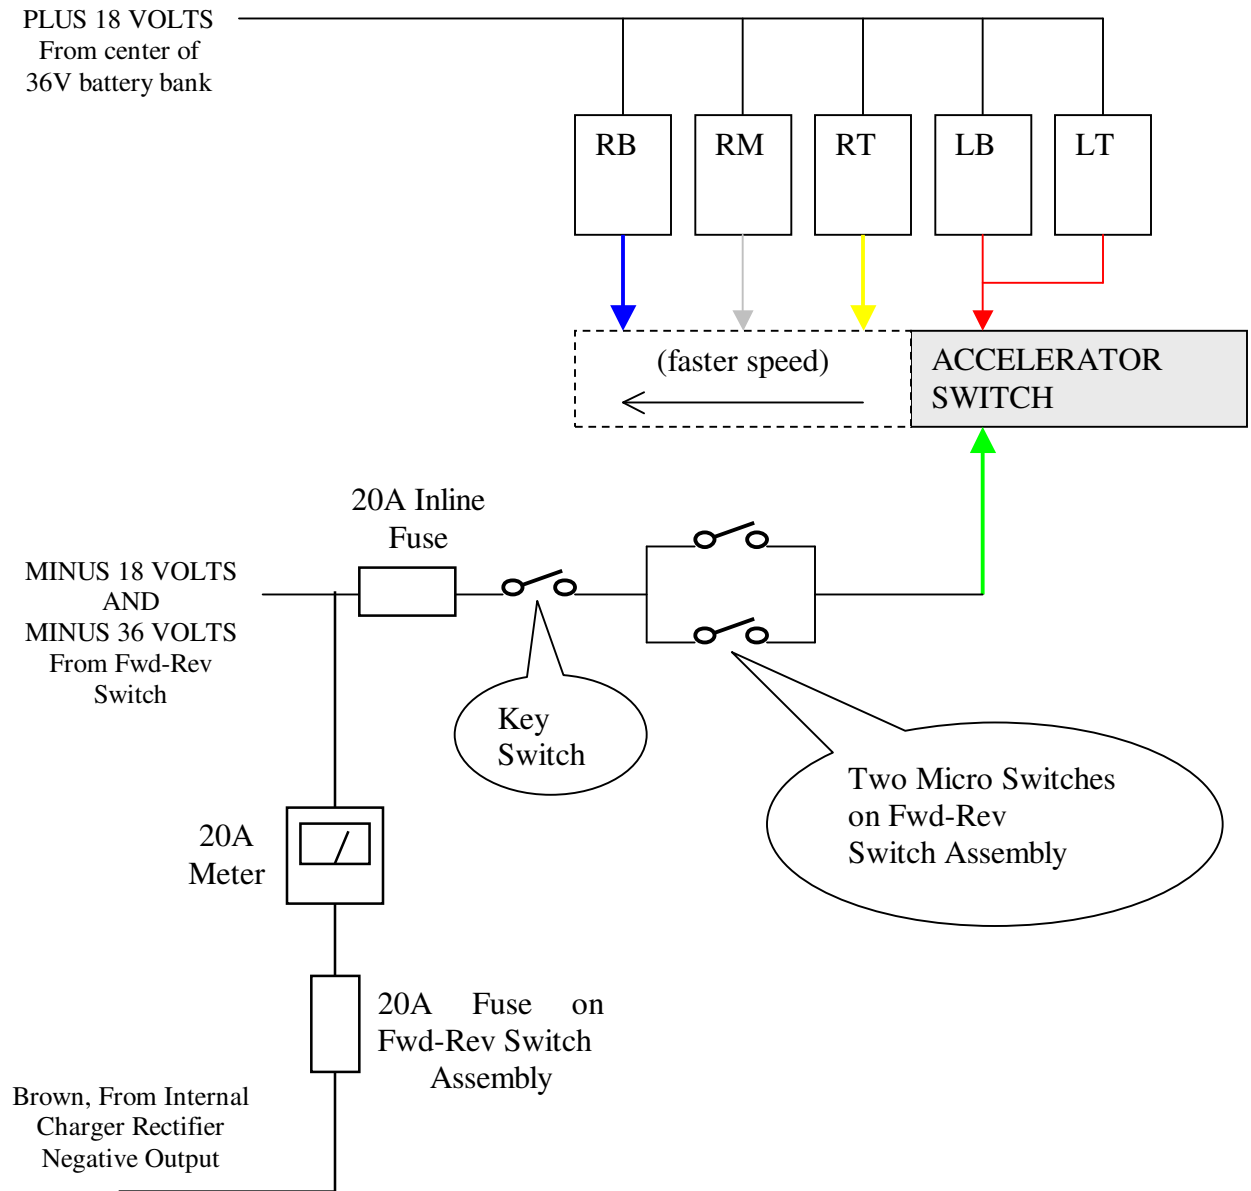 PLUS 18 VOLTS
From center of
36V battery bank
RB
RM
RT
LB
LT
(faster speed)
ACCELERATOR
SWITCH
20A Inline
Fuse
MINUS 18 VOLTS
AND
MINUS 36 VOLTS
From Fwd-Rev
Switch
Key
Switch
Two Micro Switches
on Fwd-Rev
Switch Assembly
20A
Meter
20A Fuse on
Fwd-Rev Switch
Assembly
Brown, From Internal
Charger Rectifier
Negative Output